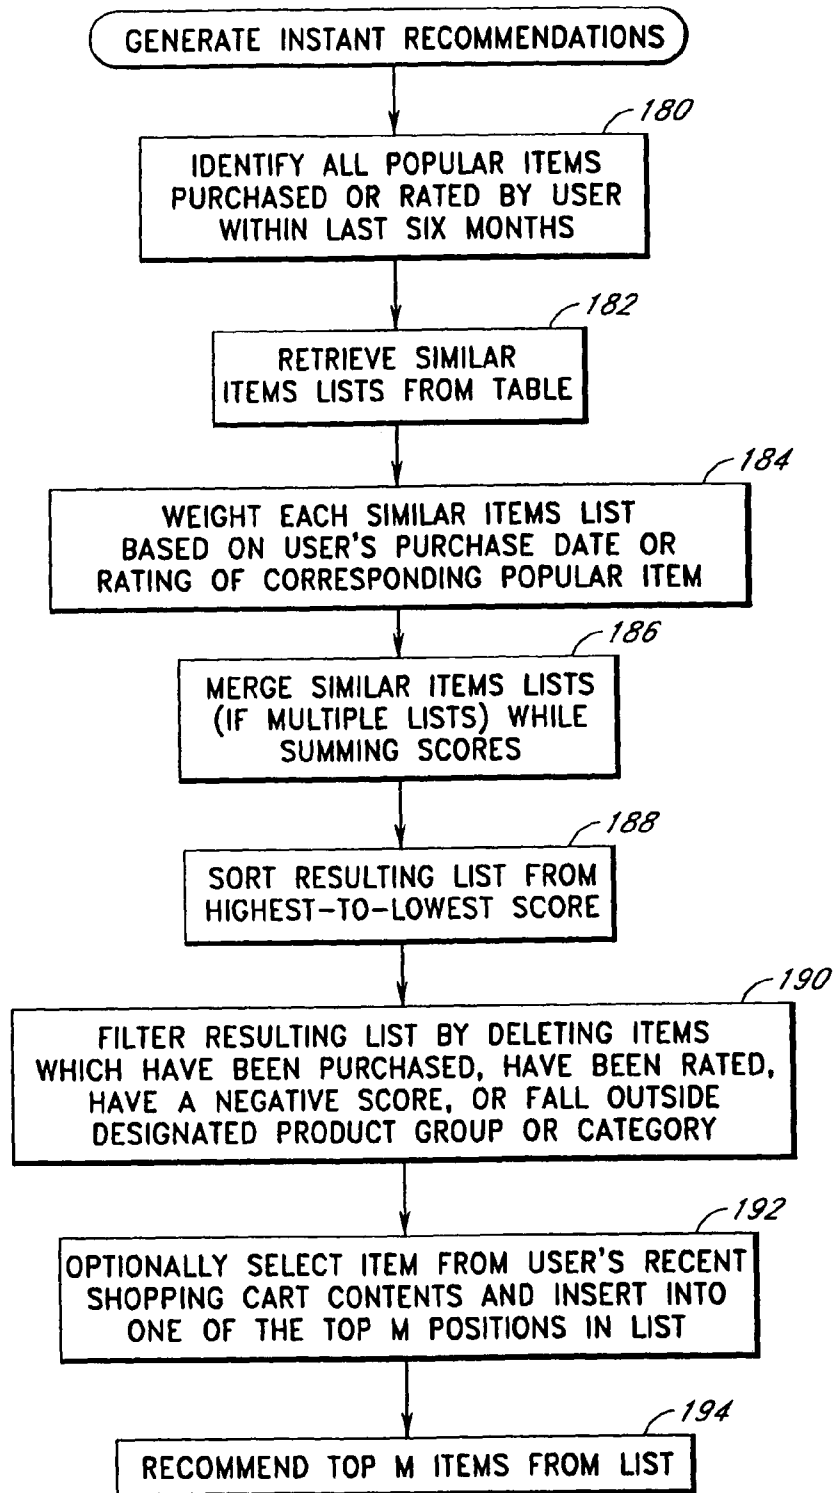 GENERATE INSTANT RECOMMENDATIONS
180
IDENTIFY ALL POPULAR ITEMS
PURCHASED OR RATED BY USER
WITHIN LAST SIX MONTHS
182
RETRIEVE SIMILAR
ITEMS LISTS FROM TABLE
184
WEIGHT EACH SIMILAR ITEMS LIST
BASED ON USER'S PURCHASE DATE OR
RATING OF CORRESPONDING POPULAR ITEM
186
MERGE SIMILAR ITEMS LISTS
(IF MULTIPLE LISTS) WHILE
SUMMING SCORES
188
SORT RESULTING LIST FROM
HIGHEST-TO-LOWEST SCORE
190
FILTER RESULTING LIST BY DELETING ITEMS
WHICH HAVE BEEN PURCHASED, HAVE BEEN RATED,
HAVE A NEGATIVE SCORE, OR FALL OUTSIDE
DESIGNATED PRODUCT GROUP OR CATEGORY
192
OPTIONALLY SELECT ITEM FROM USER'S RECENT
SHOPPING CART CONTENTS AND INSERT INTO
ONE OF THE TOP M POSITIONS IN LIST
194
RECOMMEND TOP M ITEMS FROM LIST